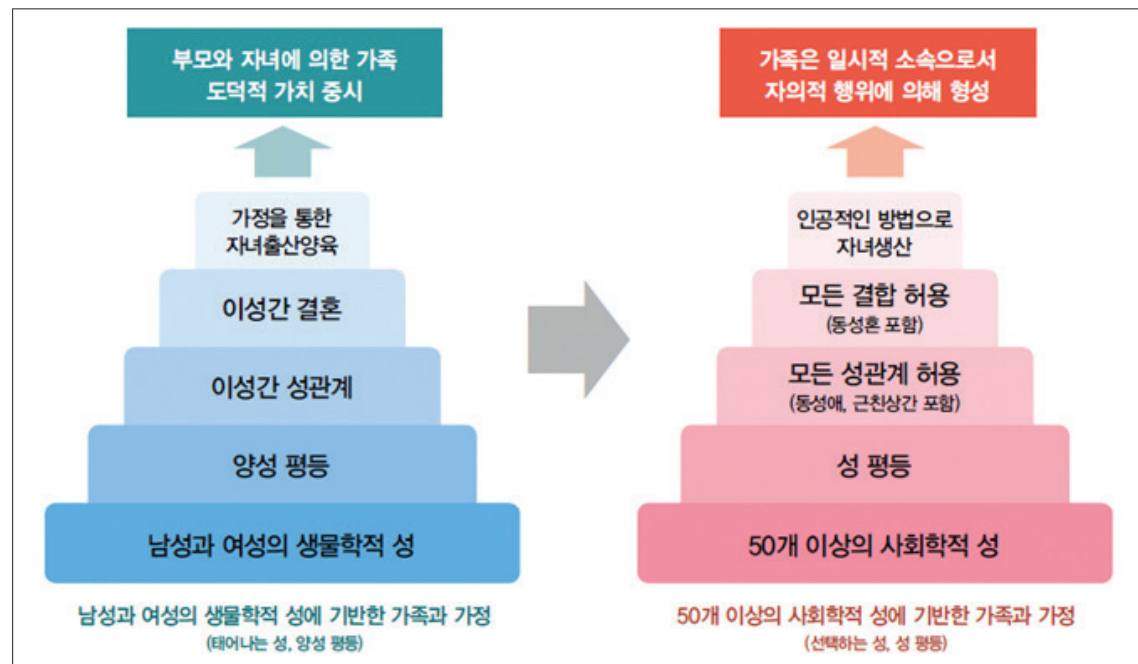 부모와 자녀에 의한 가족
도덕적 가치 중시
가정을 통한
자녀출산양육
이성간 결혼
이성간 성관계
양성 평등
남성과 여성의 생물학적 성
남성과 여성의 생물학적 성에 기반한 가족과 가정
(태어나는 성, 양성 평등)
가족은 일시적 소속으로서
자의적 행위에 의해 형성
인공적인 방법으로
자녀생산
모든 결합 허용
(동성혼 포함)
모든 성관계 허용
(동성애, 근친상간 포함)
성 평등
50개 이상의 사회학적 성
50개 이상의 사회학적 성에 기반한 가족과 가정
(선택하는 성, 성 평등)